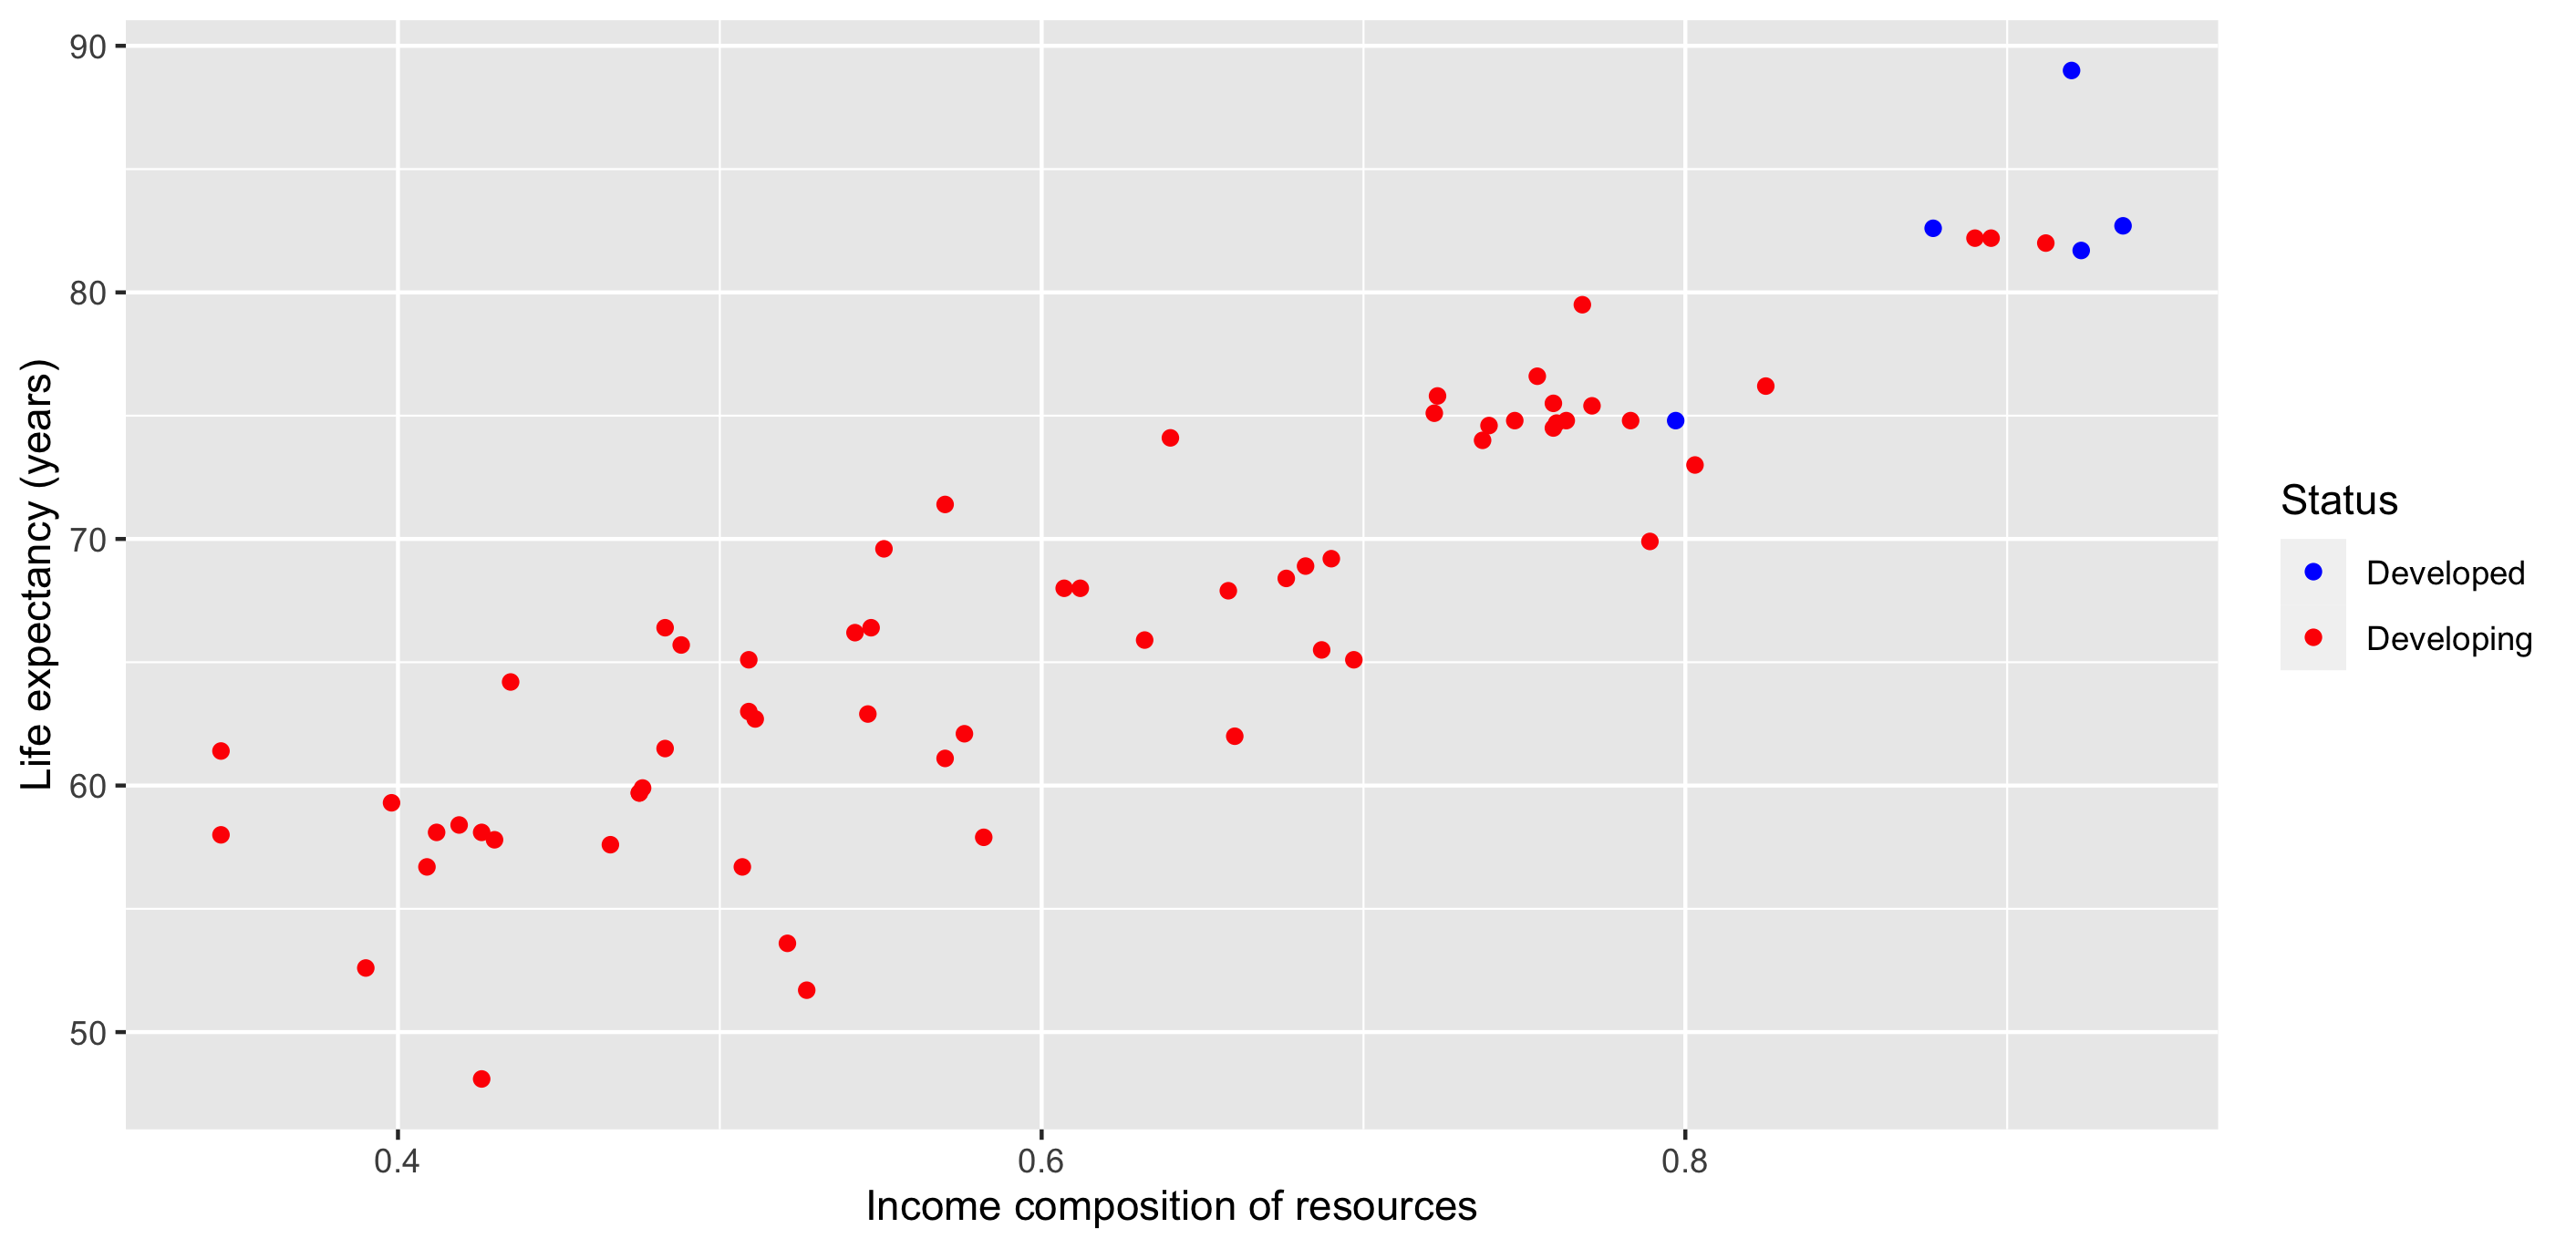 90
80
70
60
50
Life expectancy (years)
0.4 0.6 0.8
Income composition of resources
Status
Developed
Developing